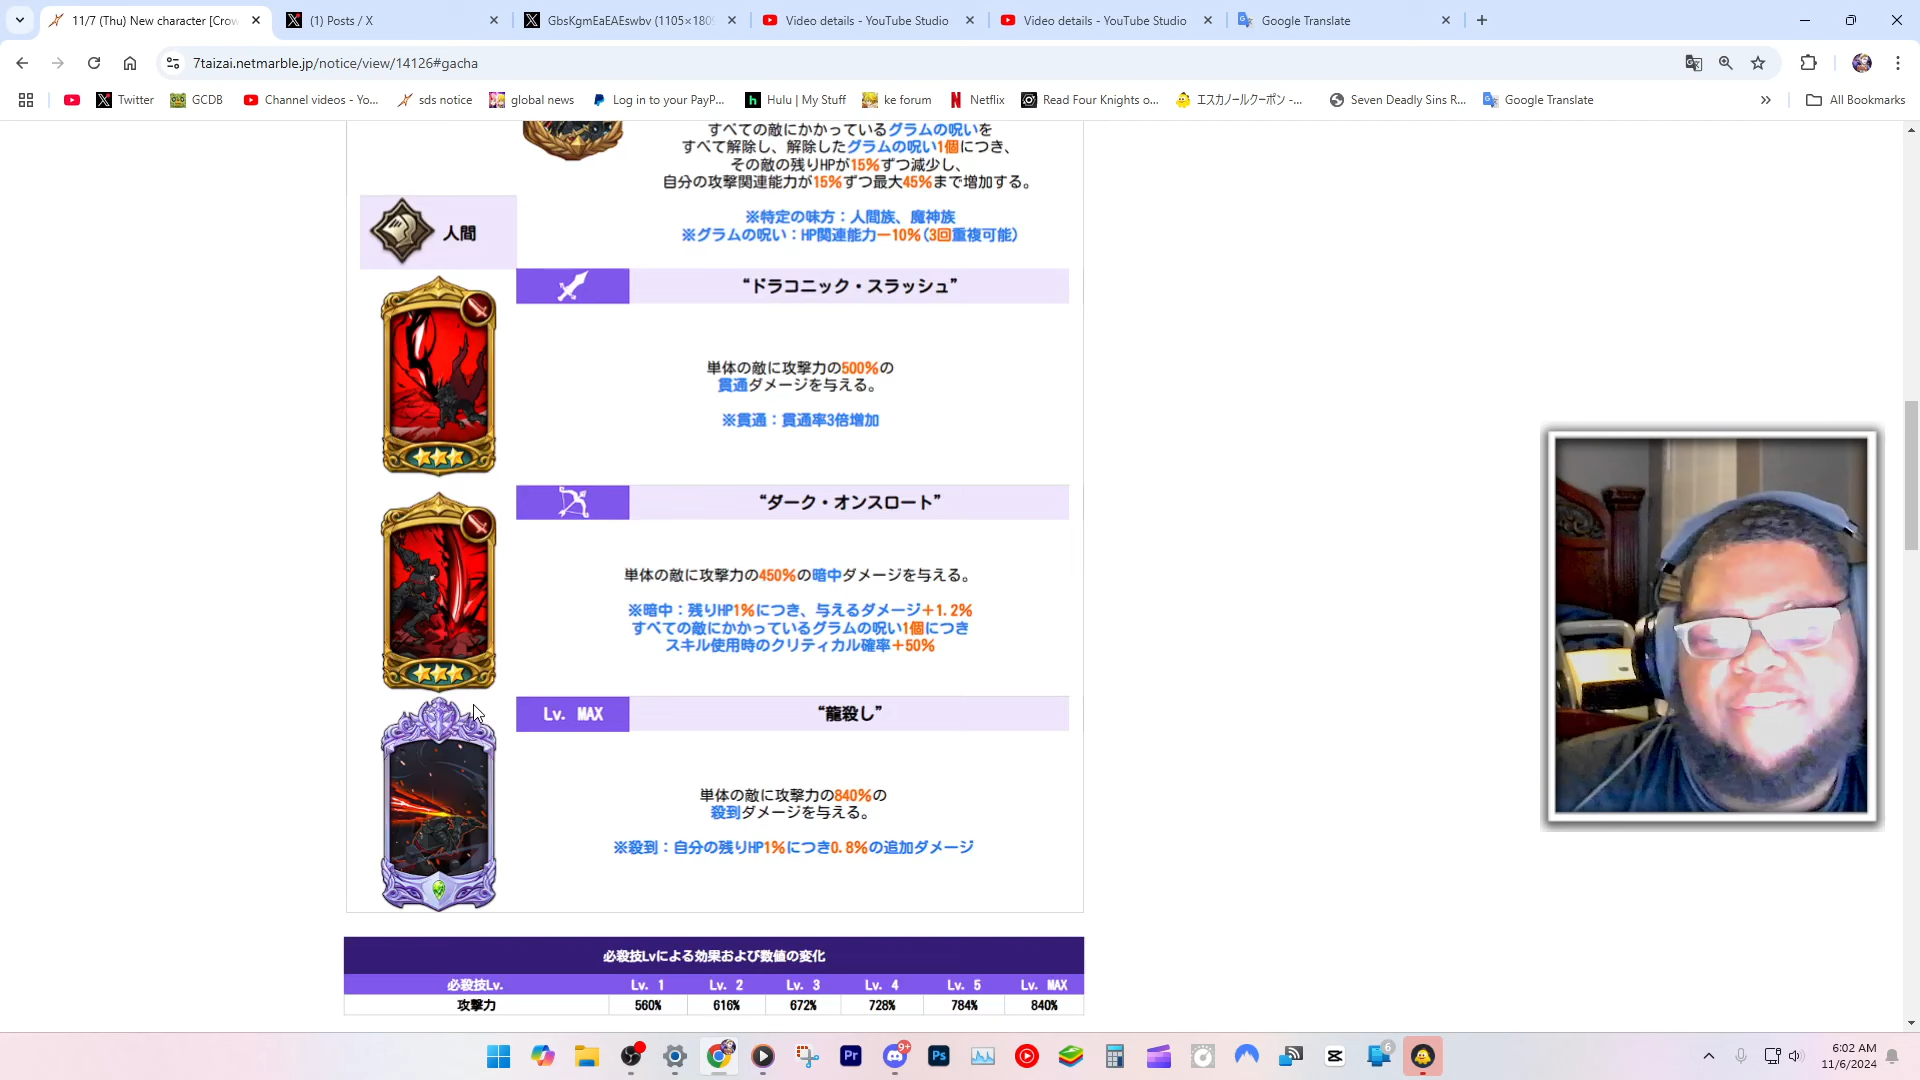 11/7 (Thu) New character [Crow
(1) Posts / X
GbsKgmEaEAEswbv (1105×180
Video details - YouTube Studio
Video details - YouTube Studio
Google Translate
7taizai.netmarble.jp/notice/view/14126#gacha
Twitter
GCDB
Channel videos - Yo...
sds notice
global news
Log in to your PayP...
Hulu | My Stuff
ke forum
Netflix
Read Four Knights o...
エスカノールクーポン -...
Seven Deadly Sins R...
Google Translate
All Bookmarks
すべての敵にかかっているグラムの呪いを
すべて解除し、解除したグラムの呪い1個につき、
その敵の残りHPが15%ずつ減少し、
自分の攻撃関連能力が15%ずつ最大45%まで増加する。
※特定の味方：人間族、魔神族
※グラムの呪い：HP関連能力ー10%(3回重複可能)
人間
“ドラコニック・スラッシュ”
単体の敵に攻撃力の500%の
貫通ダメージを与える。
※貫通：貫通率3倍増加
“ダーク・オンスロート”
単体の敵に攻撃力の450%の暗中ダメージを与える。
※暗中：残りHP1%につき、与えるダメージ＋1.2%
すべての敵にかかっているグラムの呪い1個につき
スキル使用時のクリティカル確率＋50%
Lv. MAX
“龍殺し”
単体の敵に攻撃力の840%の
殺到ダメージを与える。
※殺到：自分の残りHP1%につき0.8%の追加ダメージ
必殺技Lvによる効果および数値の変化
必殺技Lv. Lv. 1 Lv. 2 Lv. 3 Lv. 4 Lv. 5 Lv. MAX
攻撃力 560% 616% 672% 728% 784% 840%
Pr
9+
Ps
6
6:02 AM
11/6/2024